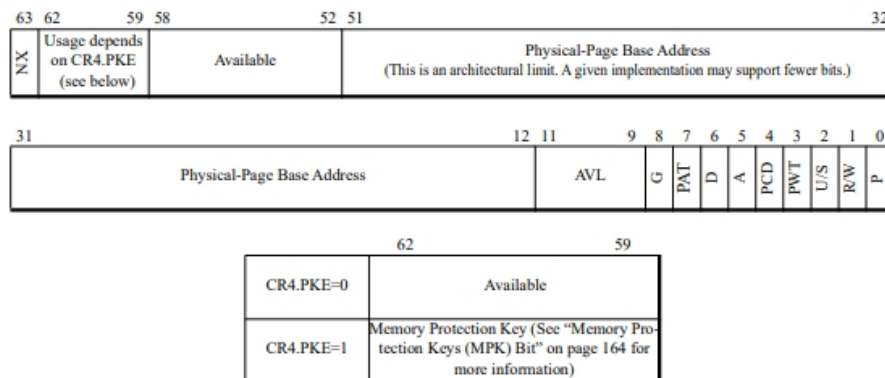 63 62 59 58 52 51 32
NX
Usage depends
on CR4.PKE
(see below)
Available
Physical-Page Base Address
(This is an architectural limit. A given implementation may support fewer bits.)
31 12 11 9 8 7 6 5 4 3 2 1 0
Physical-Page Base Address
AVL
G
PAT
D
A
PCD
PWT
U/S
R/W
P
62 59
CR4.PKE=0
Available
CR4.PKE=1
Memory Protection Key (See “Memory Pro-
tection Keys (MPK) Bit” on page 164 for
more information)